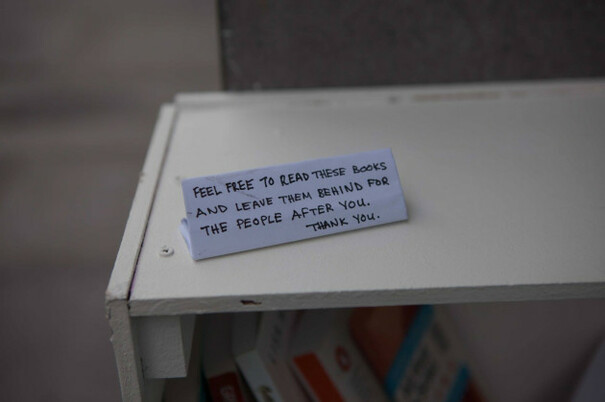 FEEL FREE TO READ THESE BOOKS
AND LEAVE THEM BEHIND FOR
THE PEOPLE AFTER YOU.
THANK YOU.